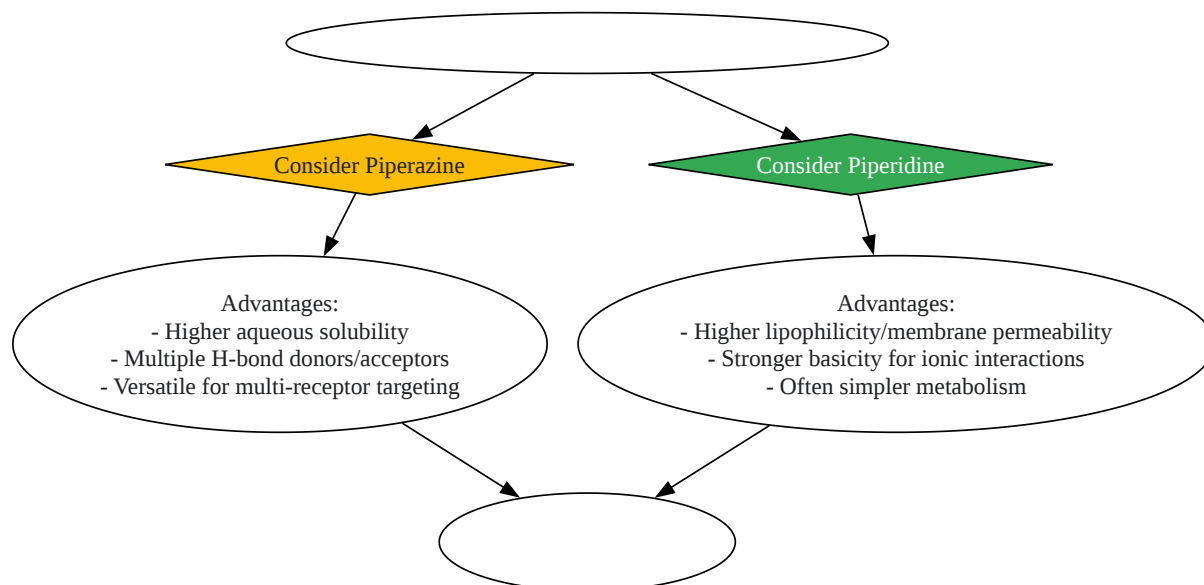 Consider Piperazine
Consider Piperidine
Advantages:
- Higher aqueous solubility
- Multiple H-bond donors/acceptors
- Versatile for multi-receptor targeting
Advantages:
- Higher lipophilicity/membrane permeability
- Stronger basicity for ionic interactions
- Often simpler metabolism